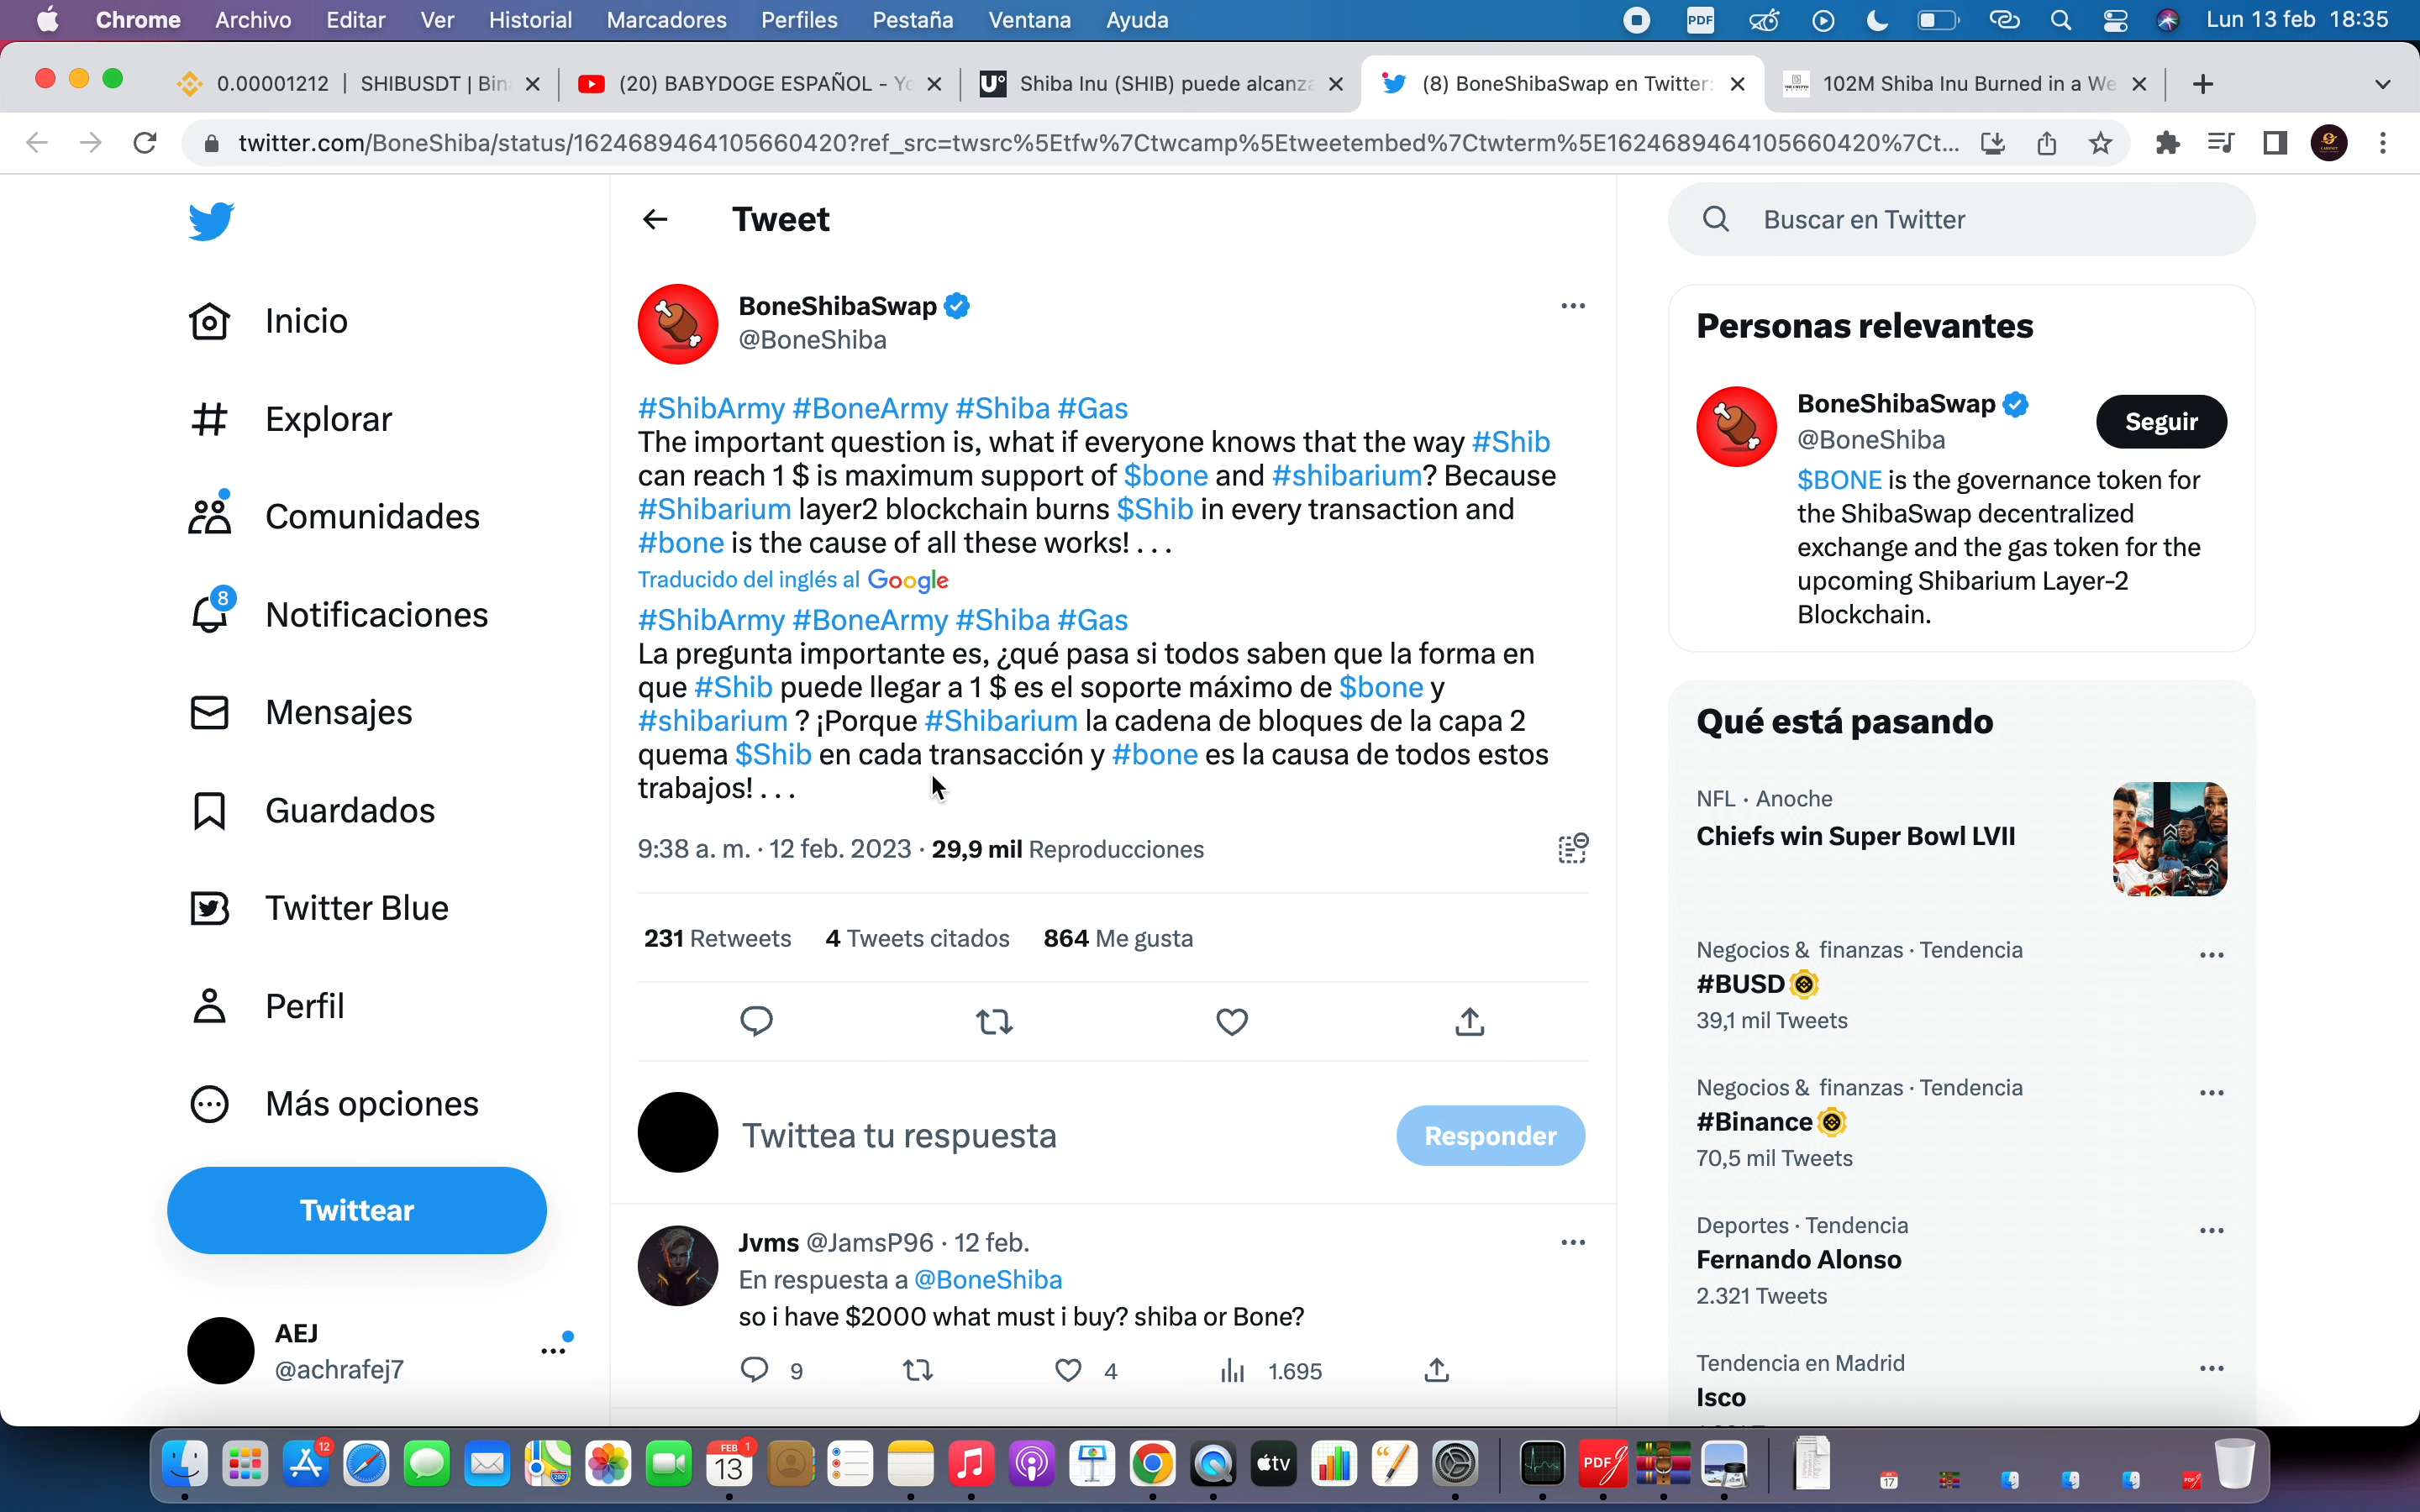 Chrome Archivo Editar Ver Historial Marcadores Perfiles Pestaña Ventana Ayuda PDF Lun 13 feb 18:35
0.00001212 | SHIBUSDT | Bin (20) BABYDOGE ESPAÑOL - Yo Shiba Inu (SHIB) puede alcanza (8) BoneShibaSwap en Twitter: 102M Shiba Inu Burned in a We
twitter.com/BoneShiba/status/1624689464105660420?ref_src=twsrc%5Etfw%7Ctwcamp%5Etweetembed%7Ctwterm%5E1624689464105660420%7Ct...
Inicio
Explorar
Comunidades
8
Notificaciones
Mensajes
Guardados
Twitter Blue
Perfil
Más opciones
Twittear
AEJ
@achrafej7
Tweet
BoneShibaSwap
@BoneShiba
#ShibArmy #BoneArmy #Shiba #Gas
The important question is, what if everyone knows that the way #Shib
can reach 1 $ is maximum support of $bone and #shibarium? Because
#Shibarium layer2 blockchain burns $Shib in every transaction and
#bone is the cause of all these works! . . .
Traducido del inglés al Google
#ShibArmy #BoneArmy #Shiba #Gas
La pregunta importante es, ¿qué pasa si todos saben que la forma en
que #Shib puede llegar a 1 $ es el soporte máximo de $bone y
#shibarium ? ¡Porque #Shibarium la cadena de bloques de la capa 2
quema $Shib en cada transacción y #bone es la causa de todos estos
trabajos! . . .
9:38 a. m. · 12 feb. 2023 · 29,9 mil Reproducciones
231 Retweets 4 Tweets citados 864 Me gusta
Twittea tu respuesta Responder
Jvms @JamsP96 · 12 feb.
En respuesta a @BoneShiba
so i have $2000 what must i buy? shiba or Bone?
9 4 1.695
Buscar en Twitter
Personas relevantes
BoneShibaSwap
@BoneShiba
Seguir
$BONE is the governance token for
the ShibaSwap decentralized
exchange and the gas token for the
upcoming Shibarium Layer-2
Blockchain.
Qué está pasando
NFL · Anoche
Chiefs win Super Bowl LVII
Negocios & finanzas · Tendencia
#BUSD
39,1 mil Tweets
Negocios & finanzas · Tendencia
#Binance
70,5 mil Tweets
Deportes · Tendencia
Fernando Alonso
2.321 Tweets
Tendencia en Madrid
Isco
12 FEB 13 1 tv PDF 17